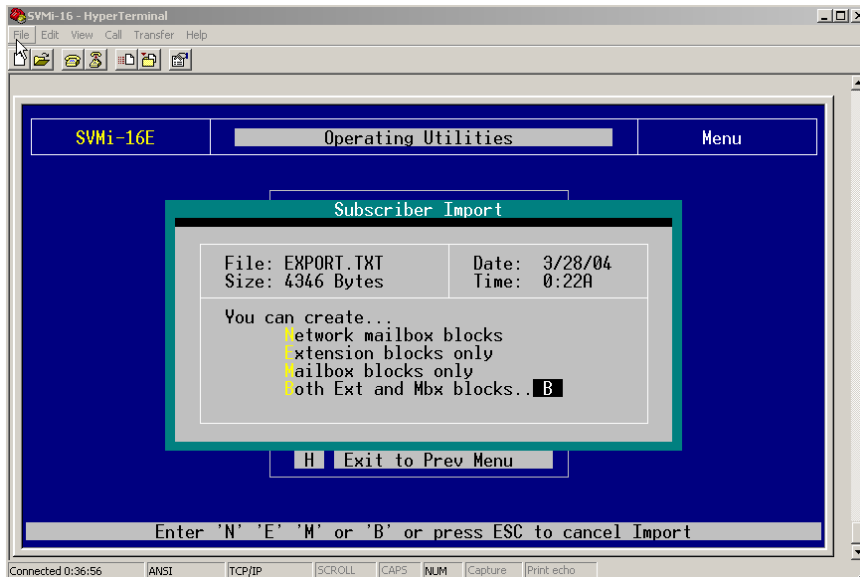 SVMi-16 - HyperTerminal
File Edit View Call Transfer Help
SVMi-16E Operating Utilities Menu
Subscriber Import
File: EXPORT.TXT Date: 3/28/04
Size: 4346 Bytes Time: 0:22A
You can create...
Network mailbox blocks
Extension blocks only
Mailbox blocks only
Both Ext and Mbx blocks.. B
H Exit to Prev Menu
Enter 'N' 'E' 'M' or 'B' or press ESC to cancel Import
Connected 0:36:56 ANSI TCP/IP SCROLL CAPS NUM Capture Print echo